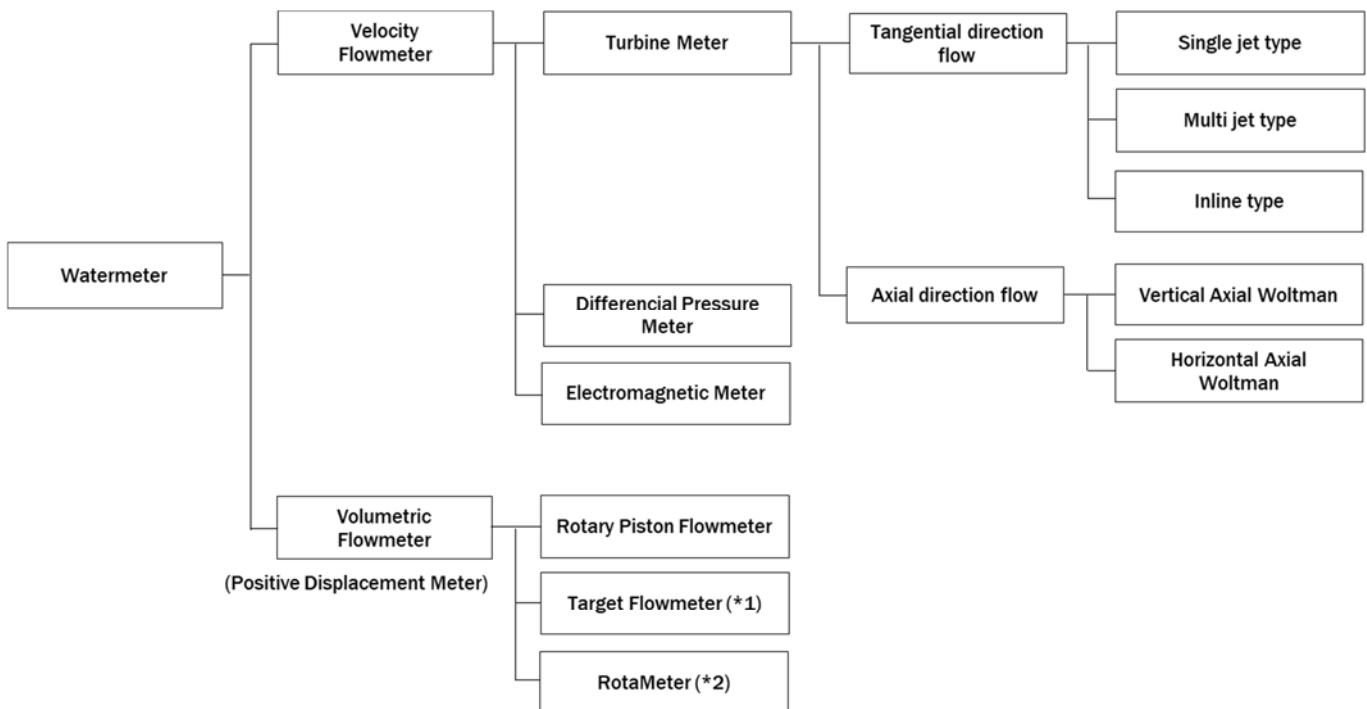 Velocity
Flowmeter
Turbine Meter
Tangential direction
flow
Single jet type
Multi jet type
Inline type
Watermeter
Differencial Pressure
Meter
Axial direction flow
Vertical Axial Woltman
Electromagnetic Meter
Horizontal Axial
Woltman
Volumetric
Flowmeter
(Positive Displacement Meter)
Rotary Piston Flowmeter
Target Flowmeter (*1)
RotaMeter (*2)